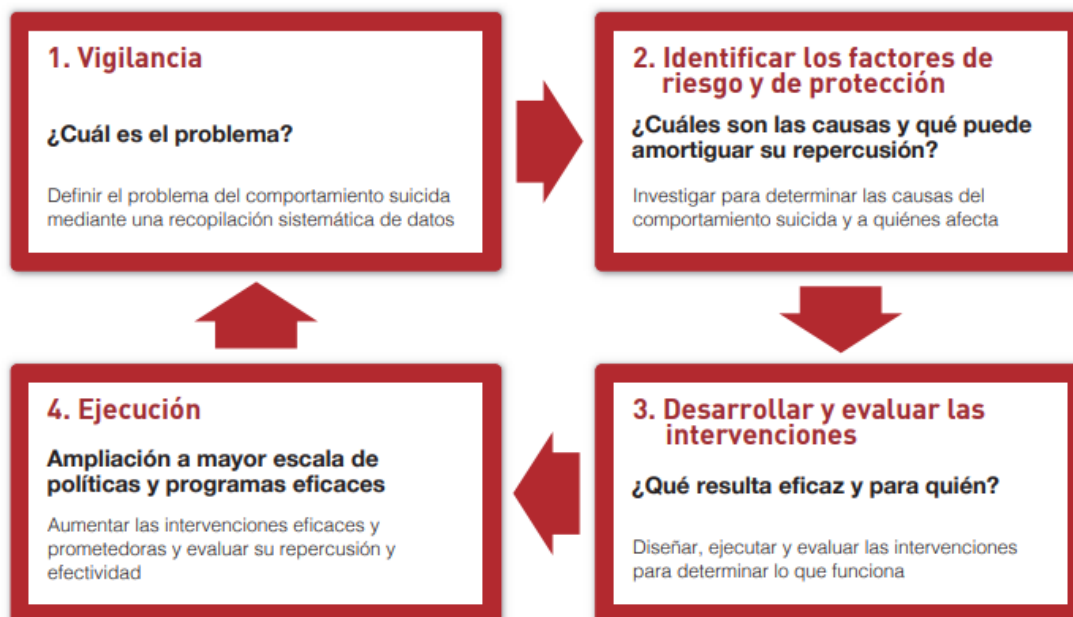 1. Vigilancia
¿Cuál es el problema?
Definir el problema del comportamiento suicida
mediante una recopilación sistemática de datos
2. Identificar los factores de
riesgo y de protección
¿Cuáles son las causas y qué puede
amortiguar su repercusión?
Investigar para determinar las causas del
comportamiento suicida y a quiénes afecta
3. Desarrollar y evaluar las
intervenciones
¿Qué resulta eficaz y para quién?
Diseñar, ejecutar y evaluar las intervenciones
para determinar lo que funciona
4. Ejecución
Ampliación a mayor escala de
políticas y programas eficaces
Aumentar las intervenciones eficaces y
prometedoras y evaluar su repercusión y
efectividad